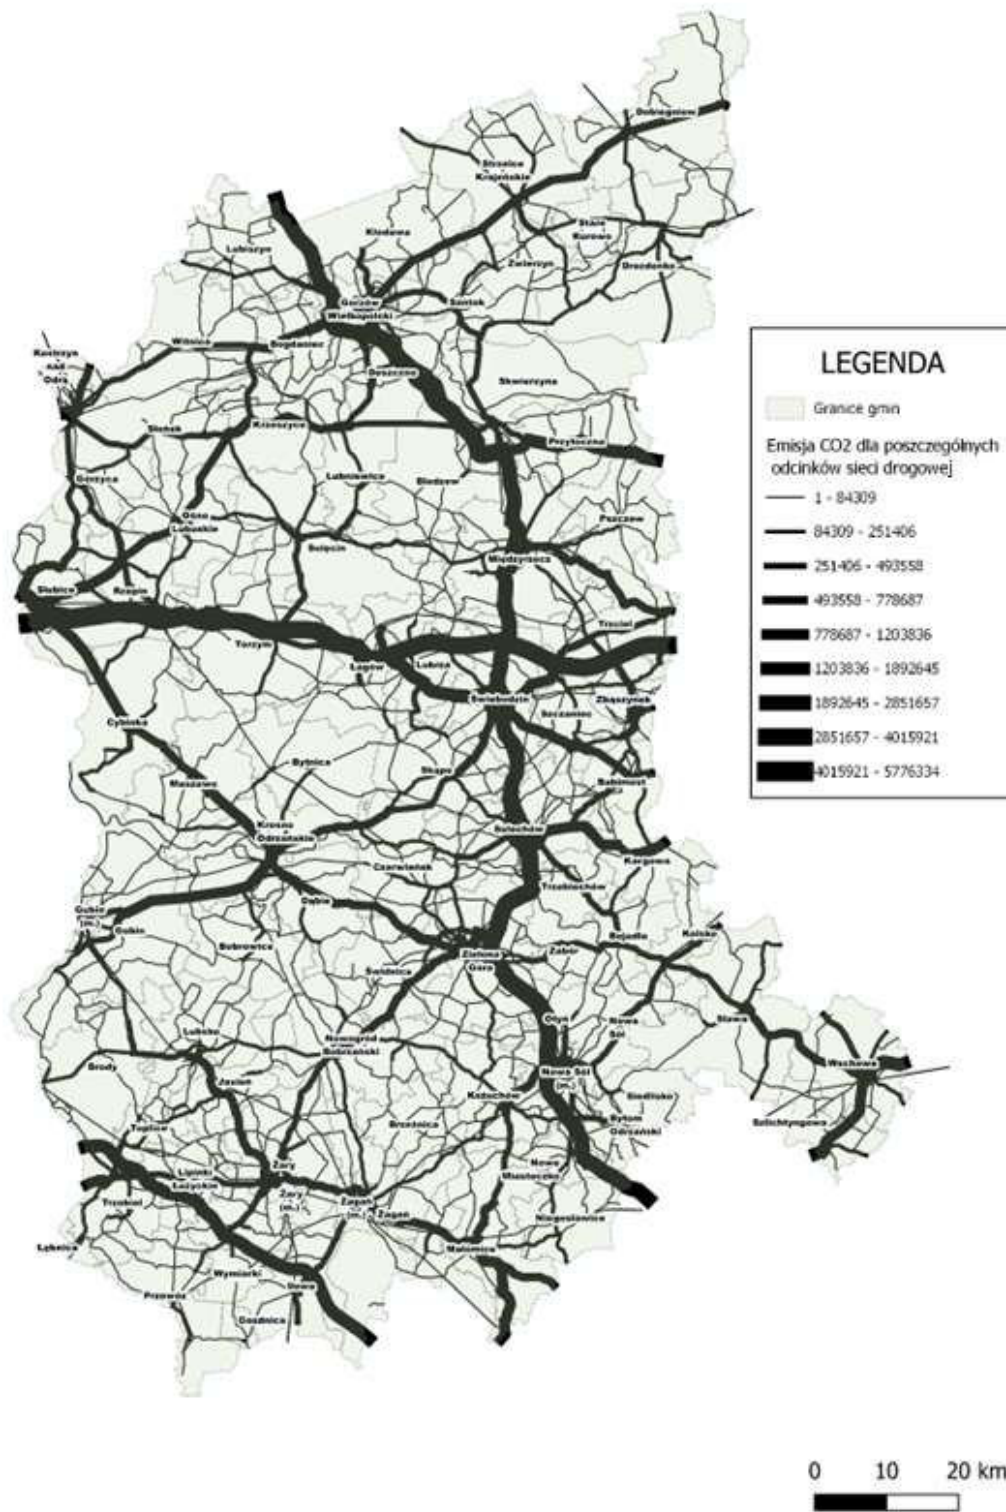 Dobiegniew
Strzelce
Krajeńskie
Stare
Kurowo
Kłodawa
Lubiszyn
Zwierzyn
Drezdenko
Gorzów
Wielkopolski
Santok
Witnica
Bogdaniec
Kostrzyn
nad
Odrą
Deszczno
Skwierzyna
LEGENDA
Granice gmin
Emisja CO2 dla poszczególnych
odcinków sieci drogowej
1 - 84309
84309 - 251406
251406 - 493558
493558 - 778687
778687 - 1203836
1203836 - 1892645
1892645 - 2851657
2851657 - 4015921
4015921 - 5776334
Słońsk
Krzeszyce
Przytoczna
Górzyca
Lubniewice
Bledzew
Ośno
Lubuskie
Pszczew
Sulęcin
Międzyrzecz
Słubice
Rzepin
Trzciel
Torzym
Łagów
Lubrza
Świebodzin
Zbąszynek
Szczaniec
Cybinka
Bytnica
Skąpe
Babimost
Maszewo
Krosno
Odrzańskie
Sulechów
Czerwieńsk
Kargowa
Trzebiechów
Dąbie
Gubin
(m.)
Gubin
Bobrowice
Bojadła
Kolsko
Zielona
Góra
Zabór
Świdnica
Sława
Otyń
Nowa
Sól
Lubsko
Nowogród
Bobrzański
Wschowa
Brody
Jasień
Nowa Sól
(m.)
Kożuchów
Siedlisko
Bytom
Odrzański
Szlichtyngowa
Tuplice
Brzeźnica
Lipinki
Łużyckie
Żary
Żary
(m.)
Nowe
Miasteczko
Trzebiel
Żagań
(m.)
Żagań
Niegosławice
Łęknica
Małomice
Wymiarki
Iłowa
Przewóz
Gozdnica
0 10 20 km